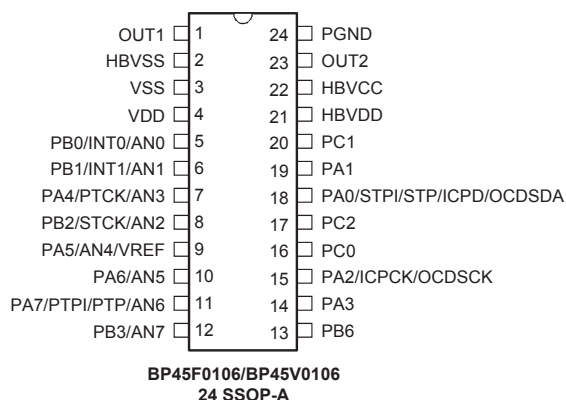 OUT1 1 24 PGND
HBVSS 2 23 OUT2
VSS 3 22 HBVCC
VDD 4 21 HBVDD
PB0/INT0/AN0 5 20 PC1
PB1/INT1/AN1 6 19 PA1
PA4/PTCK/AN3 7 18 PA0/STPI/STP/ICPD/OCDSDA
PB2/STCK/AN2 8 17 PC2
PA5/AN4/VREF 9 16 PC0
PA6/AN5 10 15 PA2/ICPCK/OCDSCK
PA7/PTPI/PTP/AN6 11 14 PA3
PB3/AN7 12 13 PB6
BP45F0106/BP45V0106
24 SSOP-A